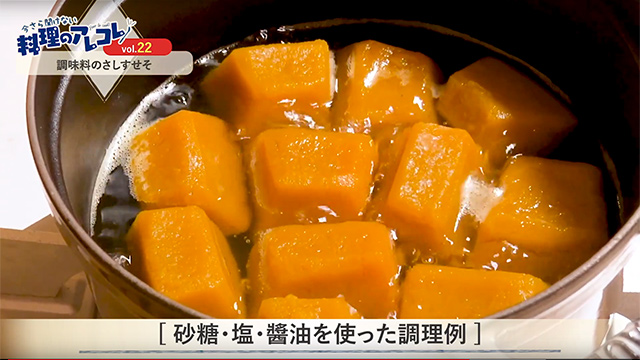 今さら聞けない
料理のアレコレ
vol.22
調味料のさしすせそ
[ 砂糖・塩・醬油を使った調理例 ]